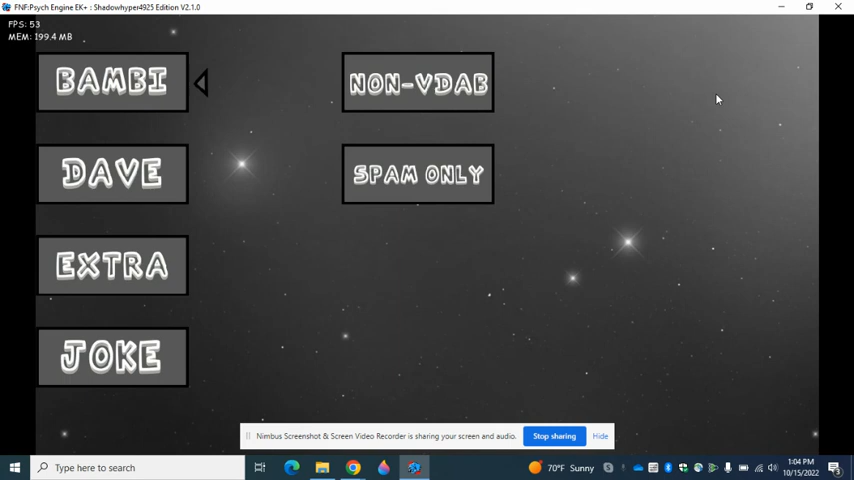 FNF:Psych Engine EK+ : Shadowhyper4925 Edition V2.1.0
FPS: 53
MEM: 199.4 MB
BAMBI
NON-VDAB
DAVE
SPAM ONLY
EXTRA
JOKE
Nimbus Screenshot & Screen Video Recorder is sharing your screen and audio.
Stop sharing
Hide
Type here to search
70°F Sunny
1:04 PM
10/15/2022
3